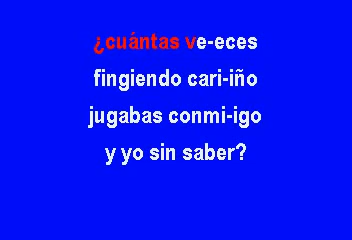 ¿cuántas ve-eces
fingiendo cari-iño
jugabas conmi-igo
y yo sin saber?